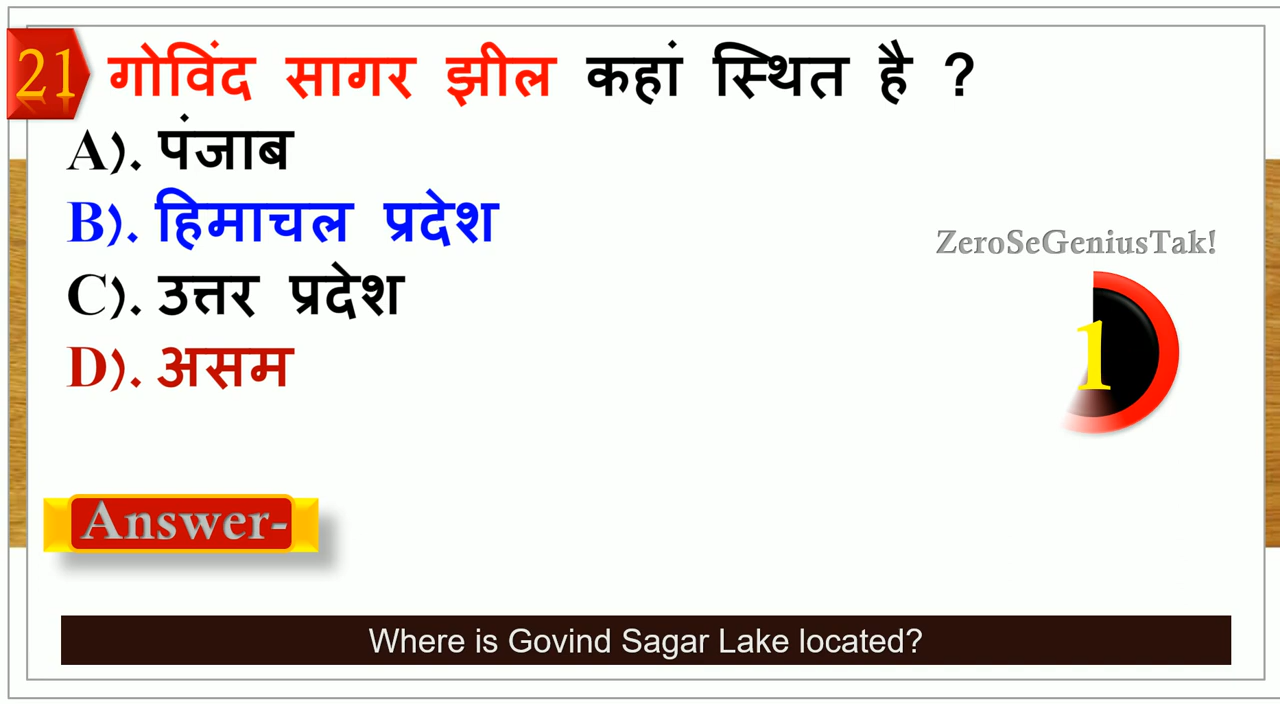 21 गोविंद सागर झील कहां स्थित है ?
A). पंजाब
B). हिमाचल प्रदेश
C). उत्तर प्रदेश
D). असम
ZeroSeGeniusTak!
1
Answer-
Where is Govind Sagar Lake located?